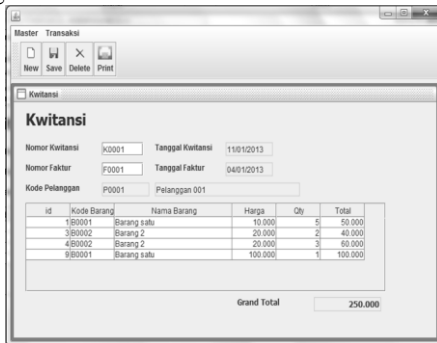 Master Transaksi
New Save Delete Print
Kwitansi
Kwitansi
Nomor Kwitansi K0001 Tanggal Kwitansi 11/01/2013
Nomor Faktur F0001 Tanggal Faktur 04/01/2013
Kode Pelanggan P0001 Pelanggan 001
id Kode Barang Nama Barang Harga Qty Total
1 B0001 Barang satu 10.000 5 50.000
3 B0002 Barang 2 20.000 2 40.000
4 B0002 Barang 2 20.000 3 60.000
9 B0001 Barang satu 100.000 1 100.000
Grand Total 250.000